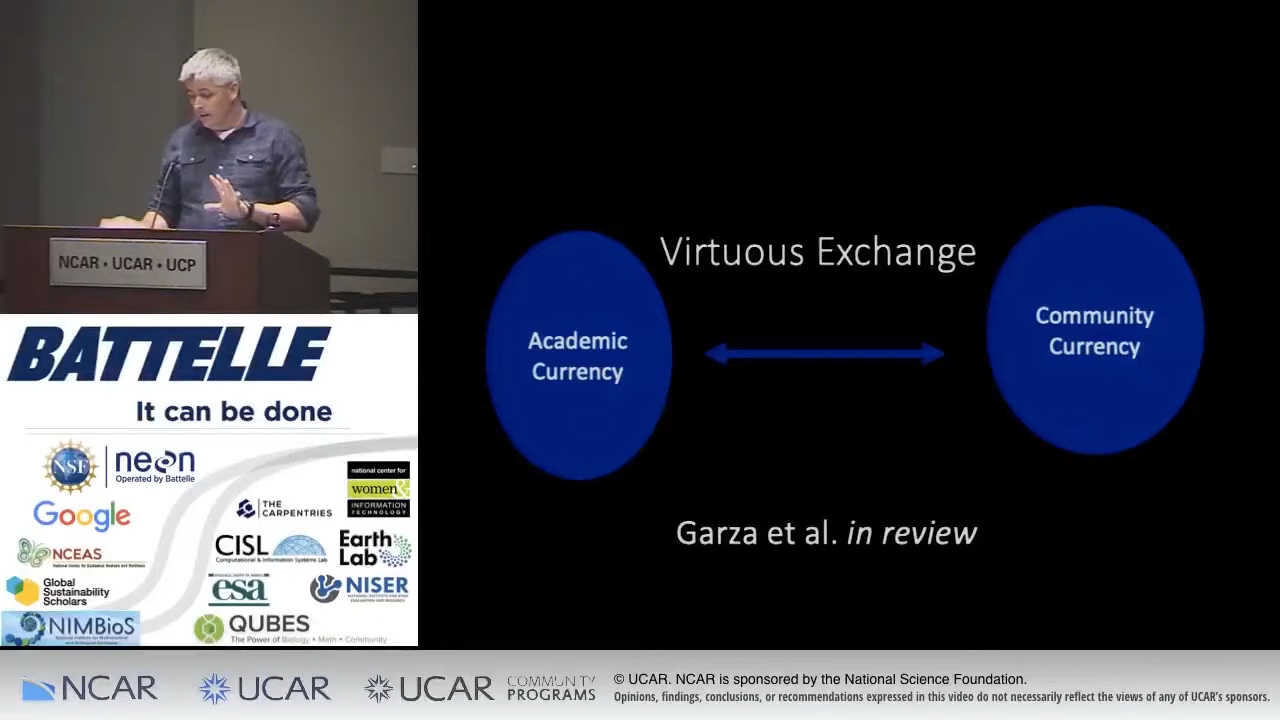 NCAR • UCAR • UCP
BATTELLE
It can be done
NSF
neon
Operated by Battelle
national center for
women&
INFORMATION
TECHNOLOGY
Google
THE
CARPENTRIES
NCEAS
CISL
Computational & Information Systems Lab
Earth
Lab
Global
Sustainability
Scholars
esa
NISER
NIMBioS
QUBES
The Power of Biology • Math • Community
Virtuous Exchange
Academic
Currency
Community
Currency
Garza et al. in review
NCAR
UCAR
UCAR
COMMUNITY
PROGRAMS
© UCAR. NCAR is sponsored by the National Science Foundation.
Opinions, findings, conclusions, or recommendations expressed in this video do not necessarily reflect the views of any of UCAR's sponsors.